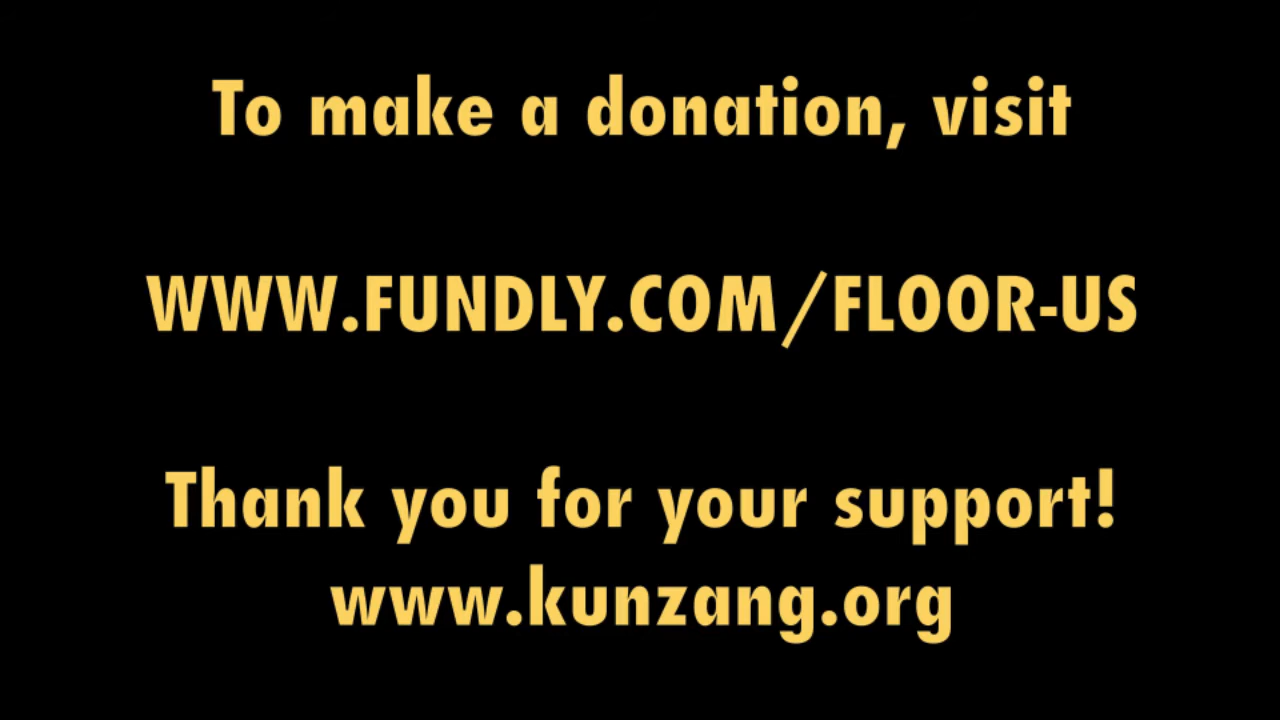 To make a donation, visit
WWW.FUNDLY.COM/FLOOR-US
Thank you for your support!
www.kunzang.org